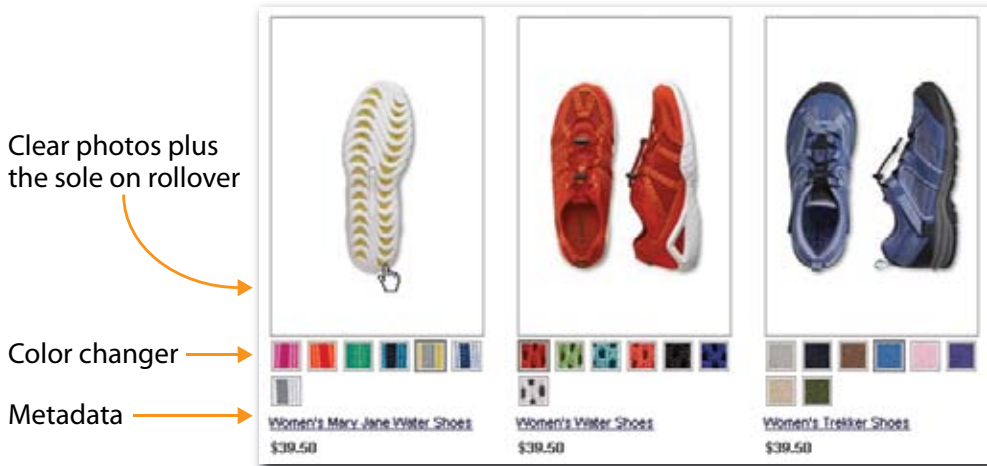 Clear photos plus
the sole on rollover
Color changer
Metadata
Women's Mary Jane Water Shoes
$39.50
Women's Water Shoes
$39.50
Women's Trekker Shoes
$39.50